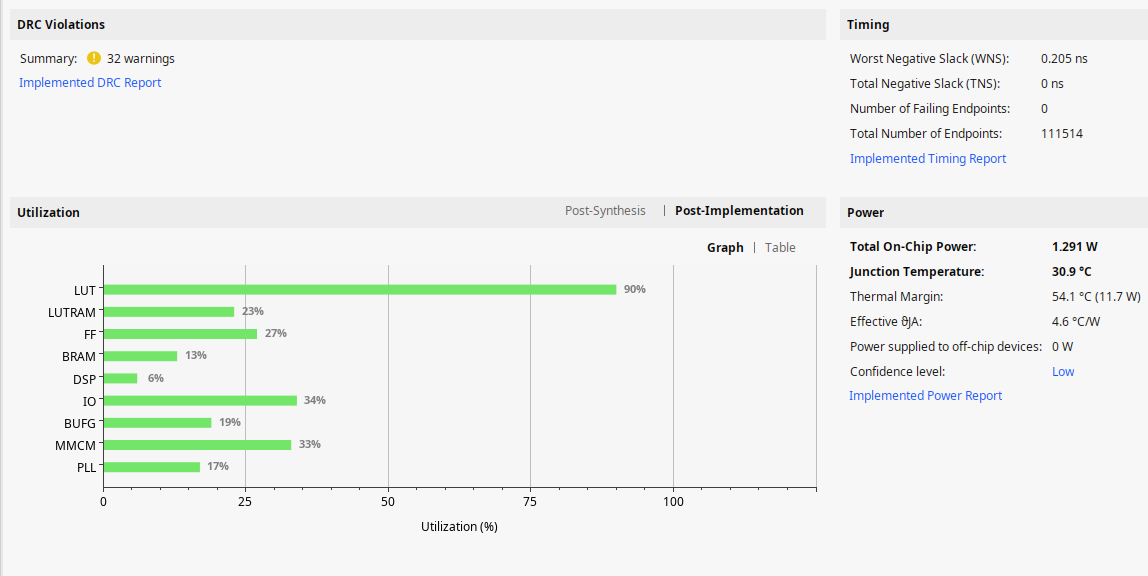 DRC Violations
Summary: 32 warnings
Implemented DRC Report
Timing
Worst Negative Slack (WNS): 0.205 ns
Total Negative Slack (TNS): 0 ns
Number of Failing Endpoints: 0
Total Number of Endpoints: 111514
Implemented Timing Report
Utilization
Post-Synthesis | Post-Implementation
Graph | Table
LUT 90%
LUTRAM 23%
FF 27%
BRAM 13%
DSP 6%
IO 34%
BUFG 19%
MMCM 33%
PLL 17%
0 25 50 75 100
Utilization (%)
Power
Total On-Chip Power: 1.291 W
Junction Temperature: 30.9 °C
Thermal Margin: 54.1 °C (11.7 W)
Effective ϑJA: 4.6 °C/W
Power supplied to off-chip devices: 0 W
Confidence level: Low
Implemented Power Report